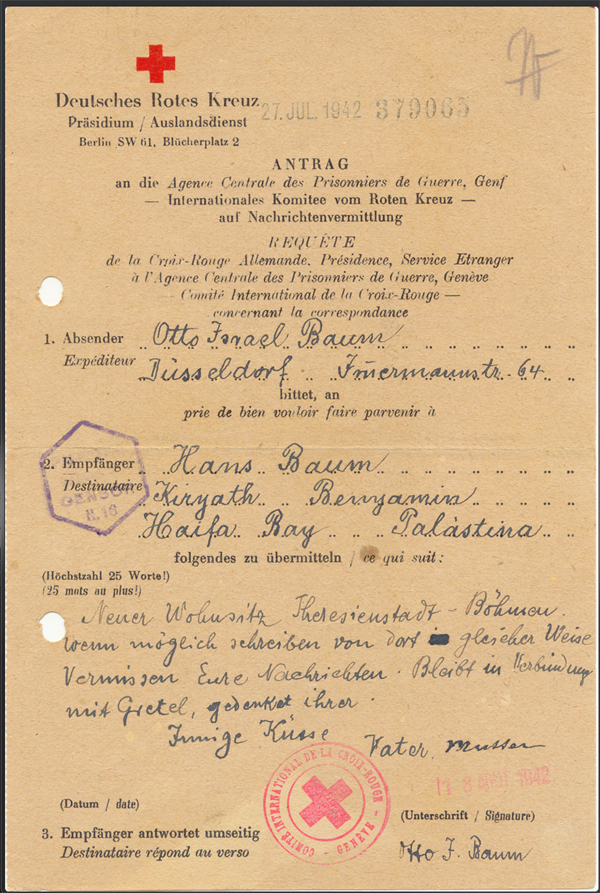 Deutsches Rotes Kreuz
Präsidium / Auslandsdienst
Berlin SW 61, Blücherplatz 2
27. JUL. 1942 379065
ANTRAG
an die Agence Centrale des Prisonniers de Guerre, Genf
— Internationales Komitee vom Roten Kreuz —
auf Nachrichtenvermittlung
REQUÊTE
de la Croix-Rouge Allemande, Présidence, Service Etranger
à l'Agence Centrale des Prisonniers de Guerre, Genève
— Comité International de la Croix-Rouge —
concernant la correspondance
1. Absender Otto Israel Baum
Expéditeur Düsseldorf 64
bittet, an
prie de bien vouloir faire parvenir à
2. Empfänger Hans Baum
Destinataire Kiryath Benyamin
Haifa Bay Palästina
CENSOR
folgendes zu übermitteln / ce qui suit:
(Höchstzahl 25 Worte!)
(25 mots au plus!)
Neuer Wohnsitz Theresienstadt - Böhmen.
wenn möglich schreiben von dort gleicher Weise
Vermissen Eure Nachrichten. Bleibt in Verbindung
mit Gretel, gedenket ihrer.
Innige Küsse Vater, Mutter
COMITÉ INTERNATIONAL DE LA CROIX-ROUGE - GENÈVE -
1942
(Datum / date)
(Unterschrift / Signature)
3. Empfänger antwortet umseitig
Destinataire répond au verso
Otto I. Baum